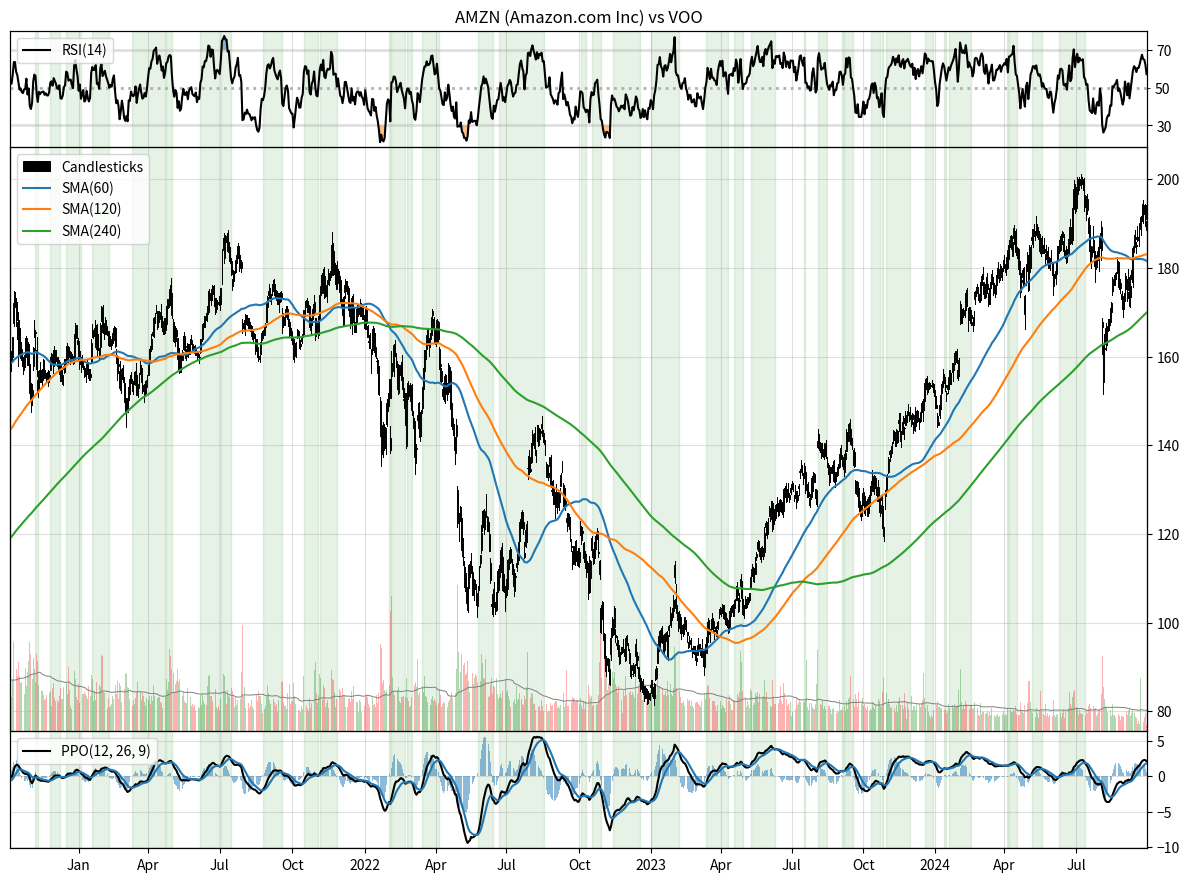 AMZN (Amazon.com Inc) vs VOO
RSI(14)
70
50
30
Candlesticks
SMA(60)
SMA(120)
SMA(240)
200
180
160
140
120
100
80
PPO(12, 26, 9)
5
0
−5
−10
Jan Apr Jul Oct 2022 Apr Jul Oct 2023 Apr Jul Oct 2024 Apr Jul